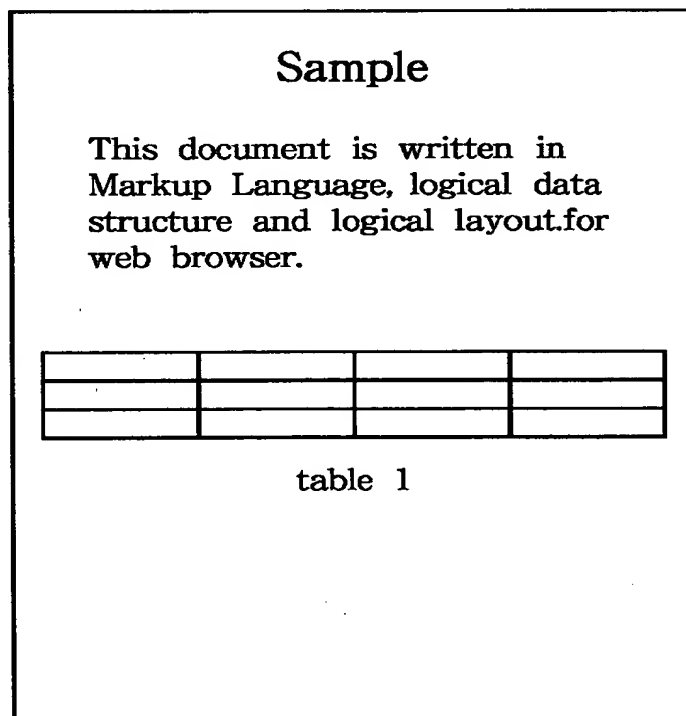 Sample
This document is written in
Markup Language, logical data
structure and logical layout.for
web browser.
table 1